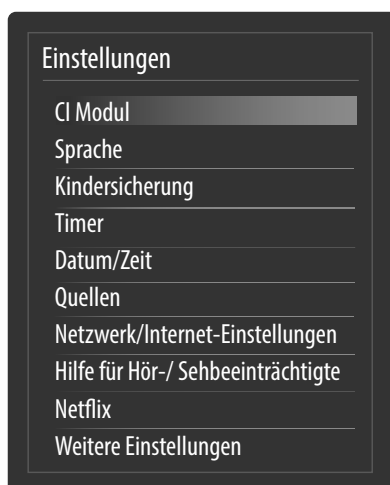 Einstellungen
CI Modul
Sprache
Kindersicherung
Timer
Datum/Zeit
Quellen
Netzwerk/Internet-Einstellungen
Hilfe für Hör-/ Sehbeeinträchtigte
Netflix
Weitere Einstellungen